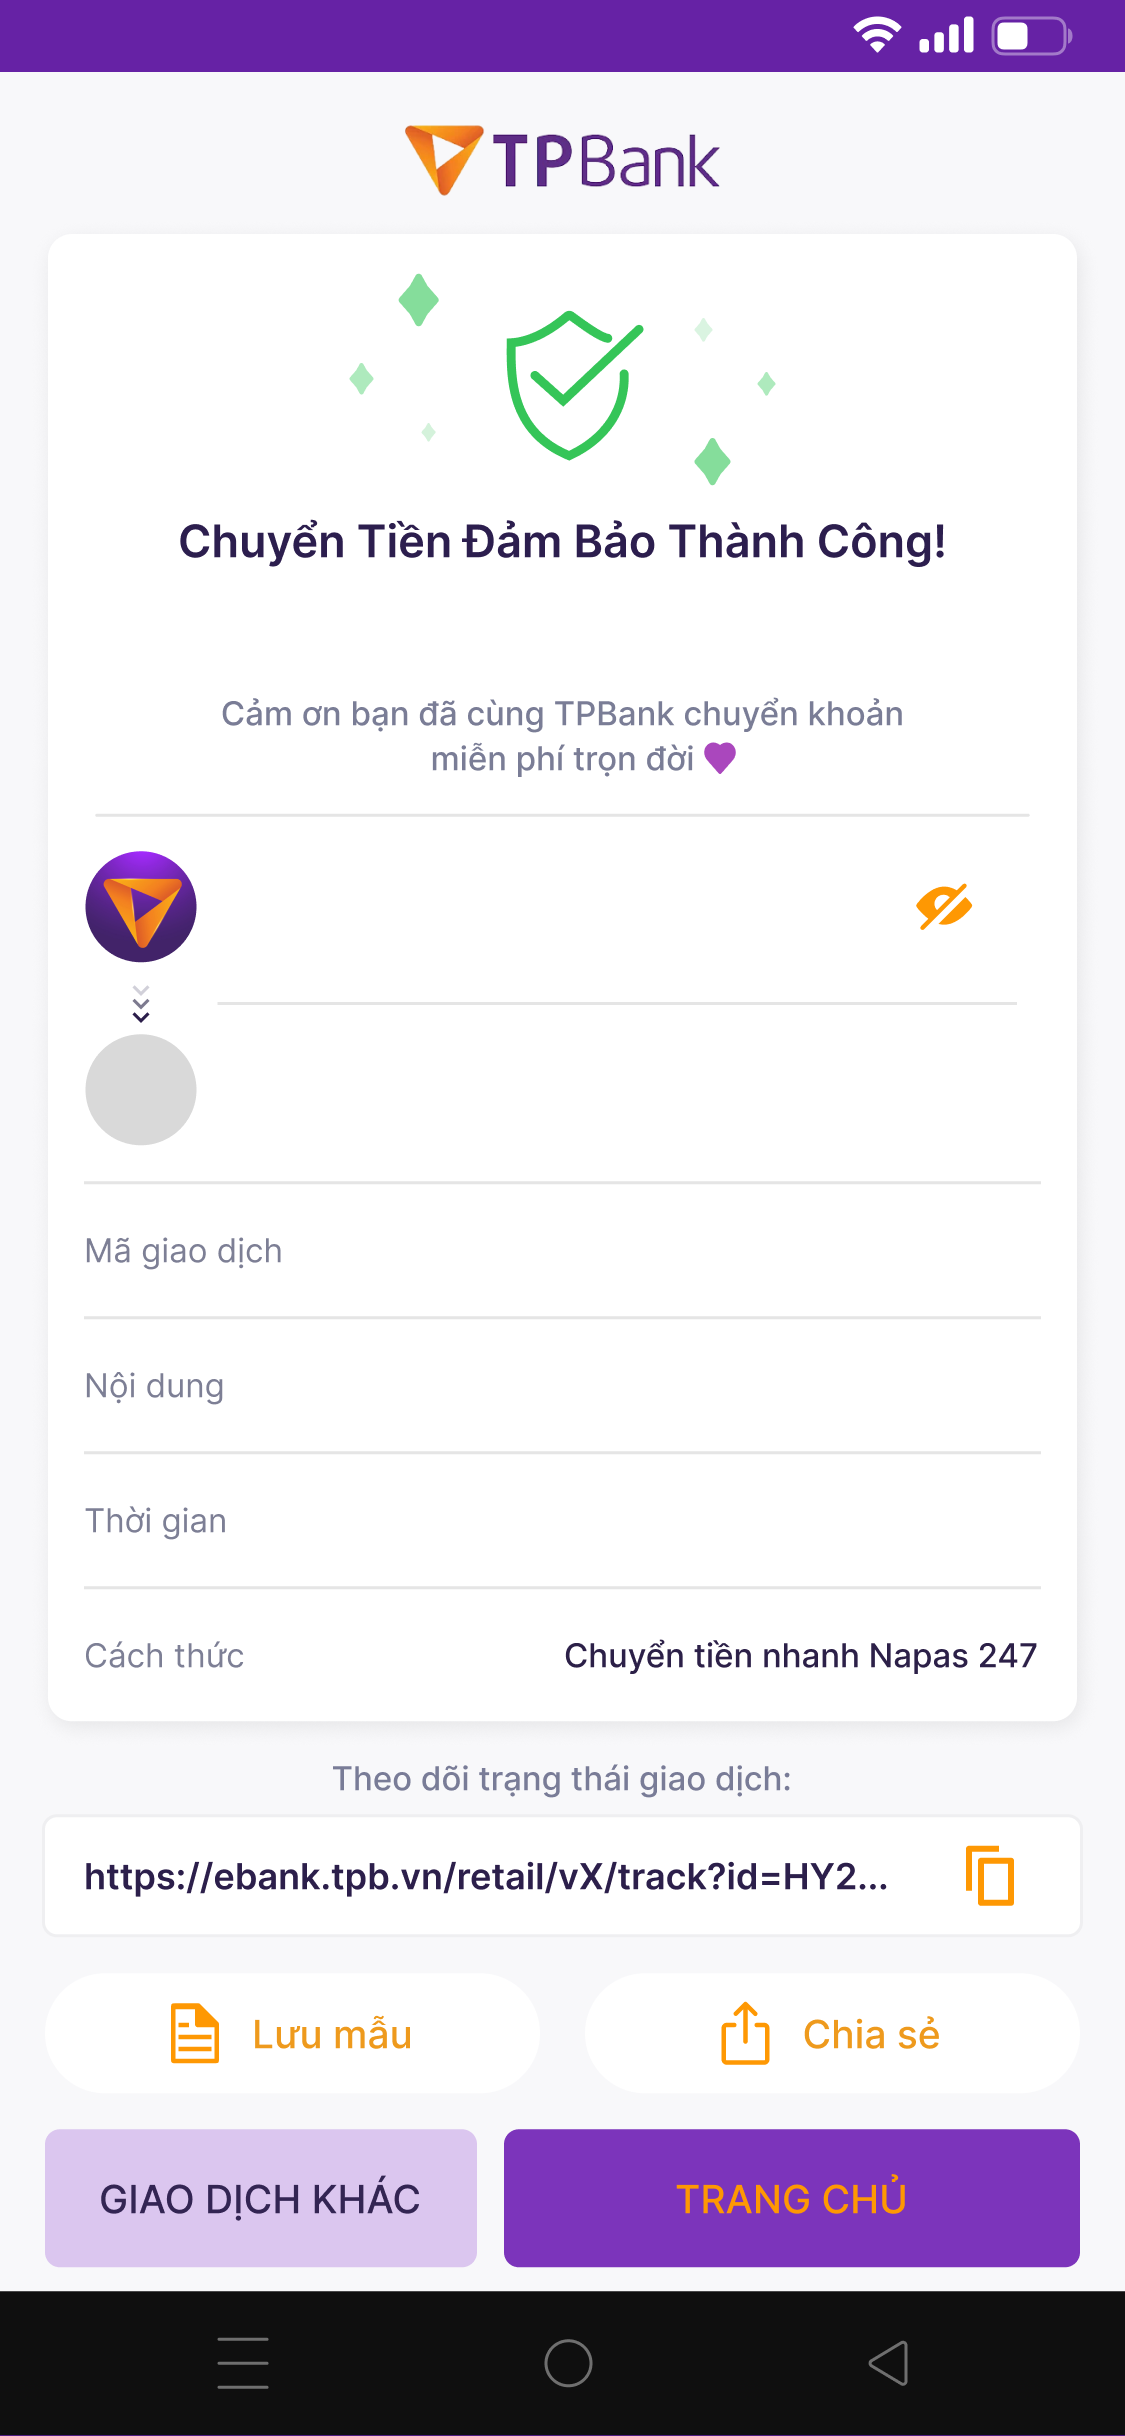 TPBank
Chuyển Tiền Đảm Bảo Thành Công!
Cảm ơn bạn đã cùng TPBank chuyển khoản
miễn phí trọn đời 💜
Mã giao dịch
Nội dung
Thời gian
Cách thức Chuyển tiền nhanh Napas 247
Theo dõi trạng thái giao dịch:
https://ebank.tpb.vn/retail/vX/track?id=HY2...
Lưu mẫu Chia sẻ
GIAO DỊCH KHÁC TRANG CHỦ